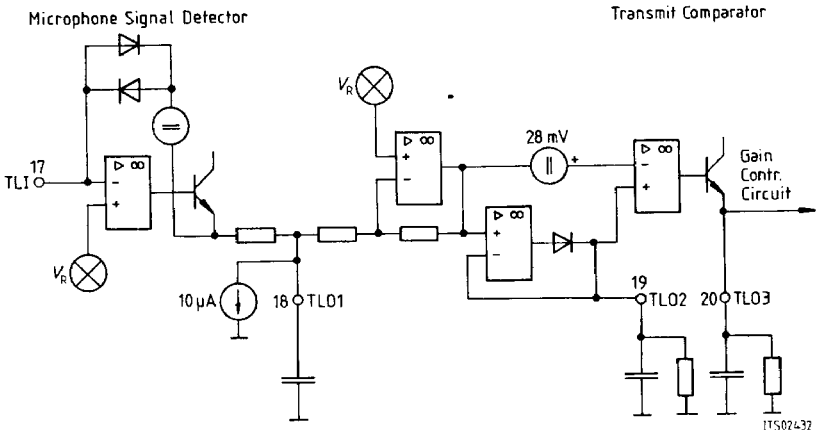 Microphone Signal Detector
Transmit Comparator
V_R
▷ ∞
28 mV
+
17
TLI
▷ ∞
-
+
+
-
▷ ∞
-
+
Gain
Contr.
Circuit
▷ ∞
+
-
V_R
10 µA
18
TLO1
19
TLO2
20
TLO3
ITS02432